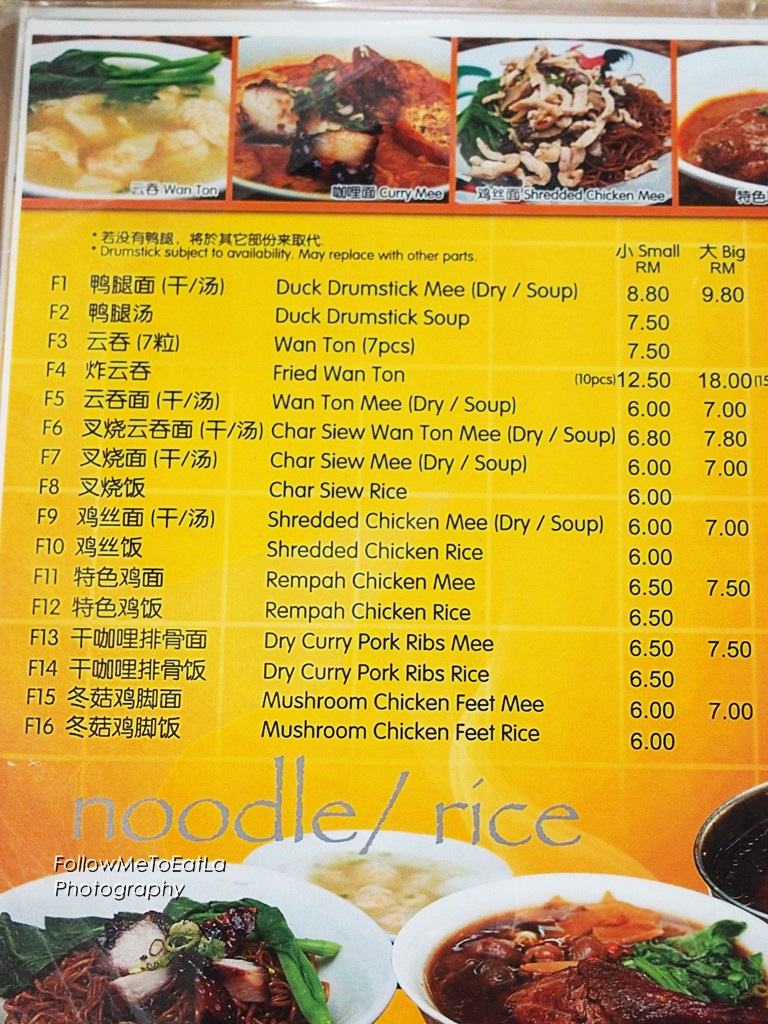 云吞 Wan Ton
咖哩面 Curry Mee
鸡丝面 Shredded Chicken Mee
特色
* 若没有鸭腿，将於其它部份来取代.
* Drumstick subject to availability. May replace with other parts.
小 Small 大 Big
RM RM
F1 鸭腿面 (干/汤) Duck Drumstick Mee (Dry / Soup) 8.80 9.80
F2 鸭腿汤 Duck Drumstick Soup 7.50
F3 云吞 (7粒) Wan Ton (7pcs) 7.50
F4 炸云吞 Fried Wan Ton (10pcs) 12.50 18.00
F5 云吞面 (干/汤) Wan Ton Mee (Dry / Soup) 6.00 7.00
F6 叉烧云吞面 (干/汤) Char Siew Wan Ton Mee (Dry / Soup) 6.80 7.80
F7 叉烧面 (干/汤) Char Siew Mee (Dry / Soup) 6.00 7.00
F8 叉烧饭 Char Siew Rice 6.00
F9 鸡丝面 (干/汤) Shredded Chicken Mee (Dry / Soup) 6.00 7.00
F10 鸡丝饭 Shredded Chicken Rice 6.00
F11 特色鸡面 Rempah Chicken Mee 6.50 7.50
F12 特色鸡饭 Rempah Chicken Rice 6.50
F13 干咖哩排骨面 Dry Curry Pork Ribs Mee 6.50 7.50
F14 干咖哩排骨饭 Dry Curry Pork Ribs Rice 6.50
F15 冬菇鸡脚面 Mushroom Chicken Feet Mee 6.00 7.00
F16 冬菇鸡脚饭 Mushroom Chicken Feet Rice 6.00
noodle/ rice
FollowMeToEatLa
Photography